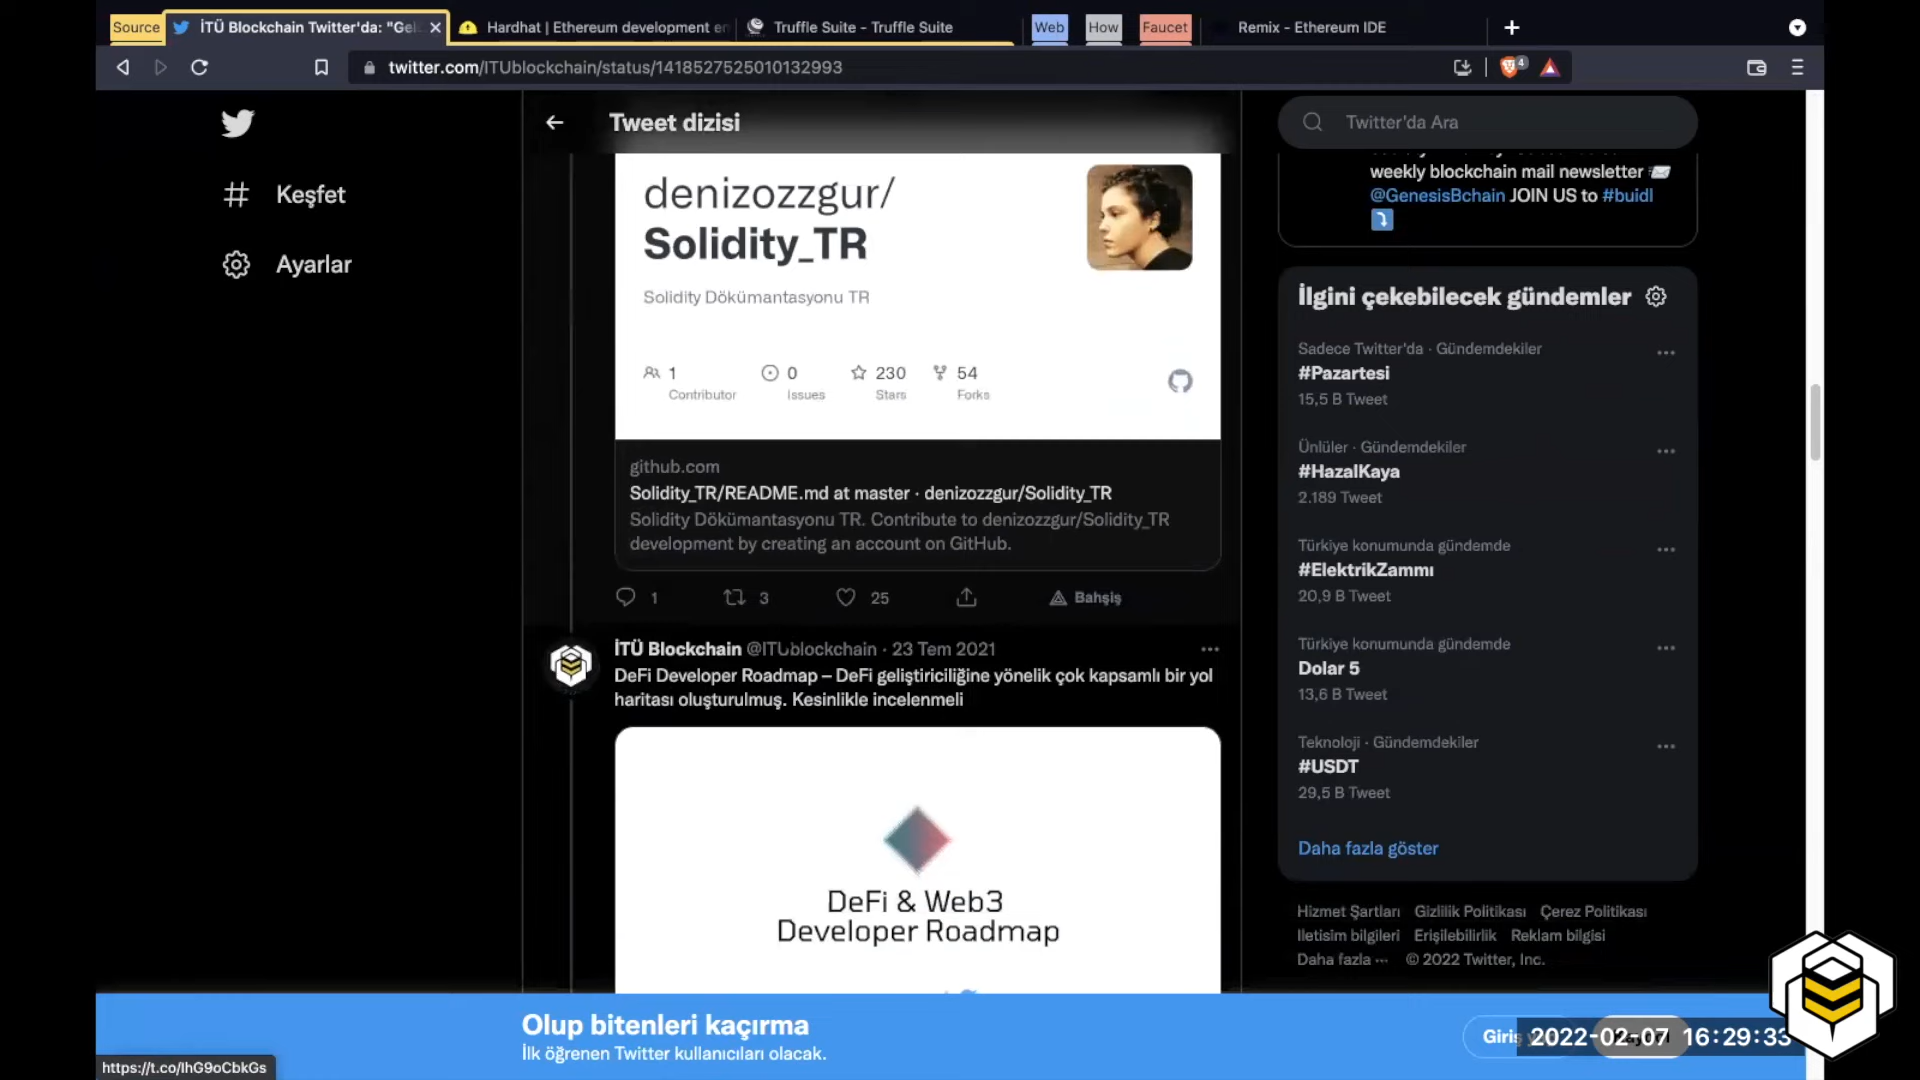 Source
İTÜ Blockchain Twitter'da: "Gel
Hardhat | Ethereum development en
Truffle Suite - Truffle Suite
Web
How
Faucet
Remix - Ethereum IDE
twitter.com/ITUblockchain/status/1418527525010132993
4
Keşfet
Ayarlar
Tweet dizisi
denizozzgur/
Solidity_TR
Solidity Dökümantasyonu TR
1
Contributor
0
Issues
230
Stars
54
Forks
github.com
Solidity_TR/README.md at master · denizozzgur/Solidity_TR
Solidity Dökümantasyonu TR. Contribute to denizozzgur/Solidity_TR
development by creating an account on GitHub.
1
3
25
Bahşiş
İTÜ Blockchain @ITUblockchain · 23 Tem 2021
DeFi Developer Roadmap – DeFi geliştiriciliğine yönelik çok kapsamlı bir yol
haritası oluşturulmuş. Kesinlikle incelenmeli
DeFi & Web3
Developer Roadmap
Twitter'da Ara
weekly blockchain mail newsletter
@GenesisBchain JOIN US to #buidl
İlgini çekebilecek gündemler
Sadece Twitter'da · Gündemdekiler
#Pazartesi
15,5 B Tweet
Ünlüler · Gündemdekiler
#HazalKaya
2.189 Tweet
Türkiye konumunda gündemde
#ElektrikZammı
20,9 B Tweet
Türkiye konumunda gündemde
Dolar 5
13,6 B Tweet
Teknoloji · Gündemdekiler
#USDT
29,5 B Tweet
Daha fazla göster
Hizmet Şartları Gizlilik Politikası Çerez Politikası
İletisim bilgileri Erişilebilirlik Reklam bilgisi
Daha fazla ··· © 2022 Twitter, Inc.
Olup bitenleri kaçırma
İlk öğrenen Twitter kullanıcıları olacak.
Giriş
2022-02-07 16:29:33
https://t.co/lhG9oCbkGs